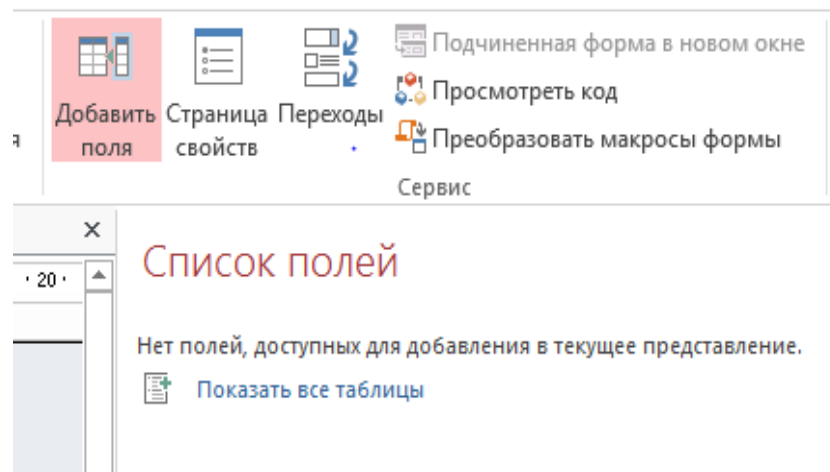 Подчиненная форма в новом окне
Просмотреть код
Преобразовать макросы формы
Добавить поля
Страница свойств
Переходы
я
Сервис
· 20 ·
Список полей
Нет полей, доступных для добавления в текущее представление.
Показать все таблицы